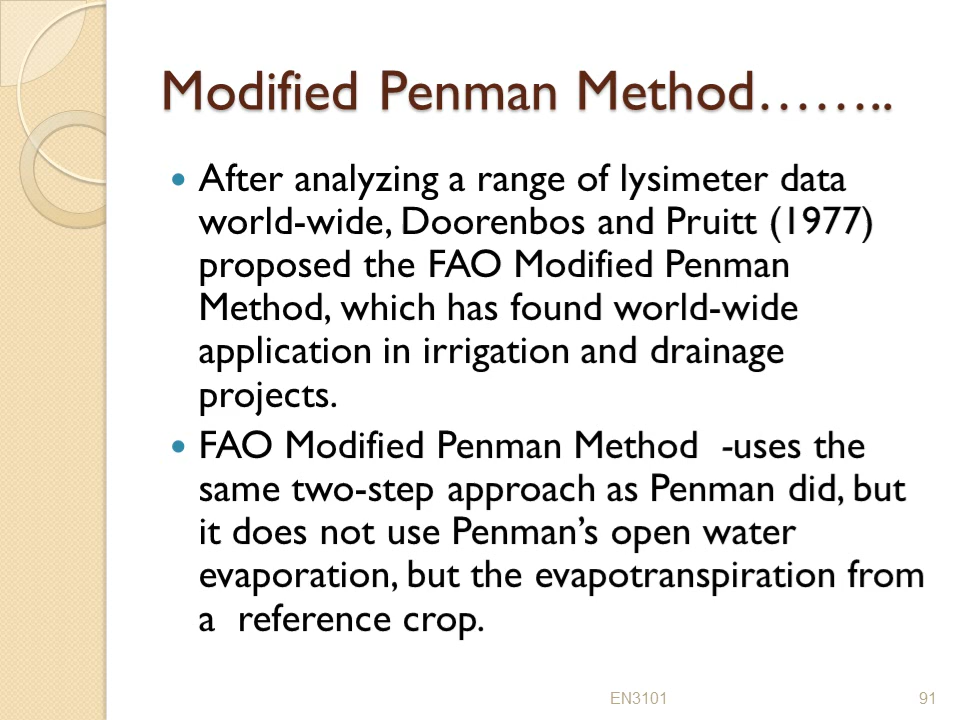 Modified Penman Method……..
After analyzing a range of lysimeter data
world-wide, Doorenbos and Pruitt (1977)
proposed the FAO Modified Penman
Method, which has found world-wide
application in irrigation and drainage
projects.
FAO Modified Penman Method  -uses the
same two-step approach as Penman did, but
it does not use Penman’s open water
evaporation, but the evapotranspiration from
a  reference crop.
EN3101 91